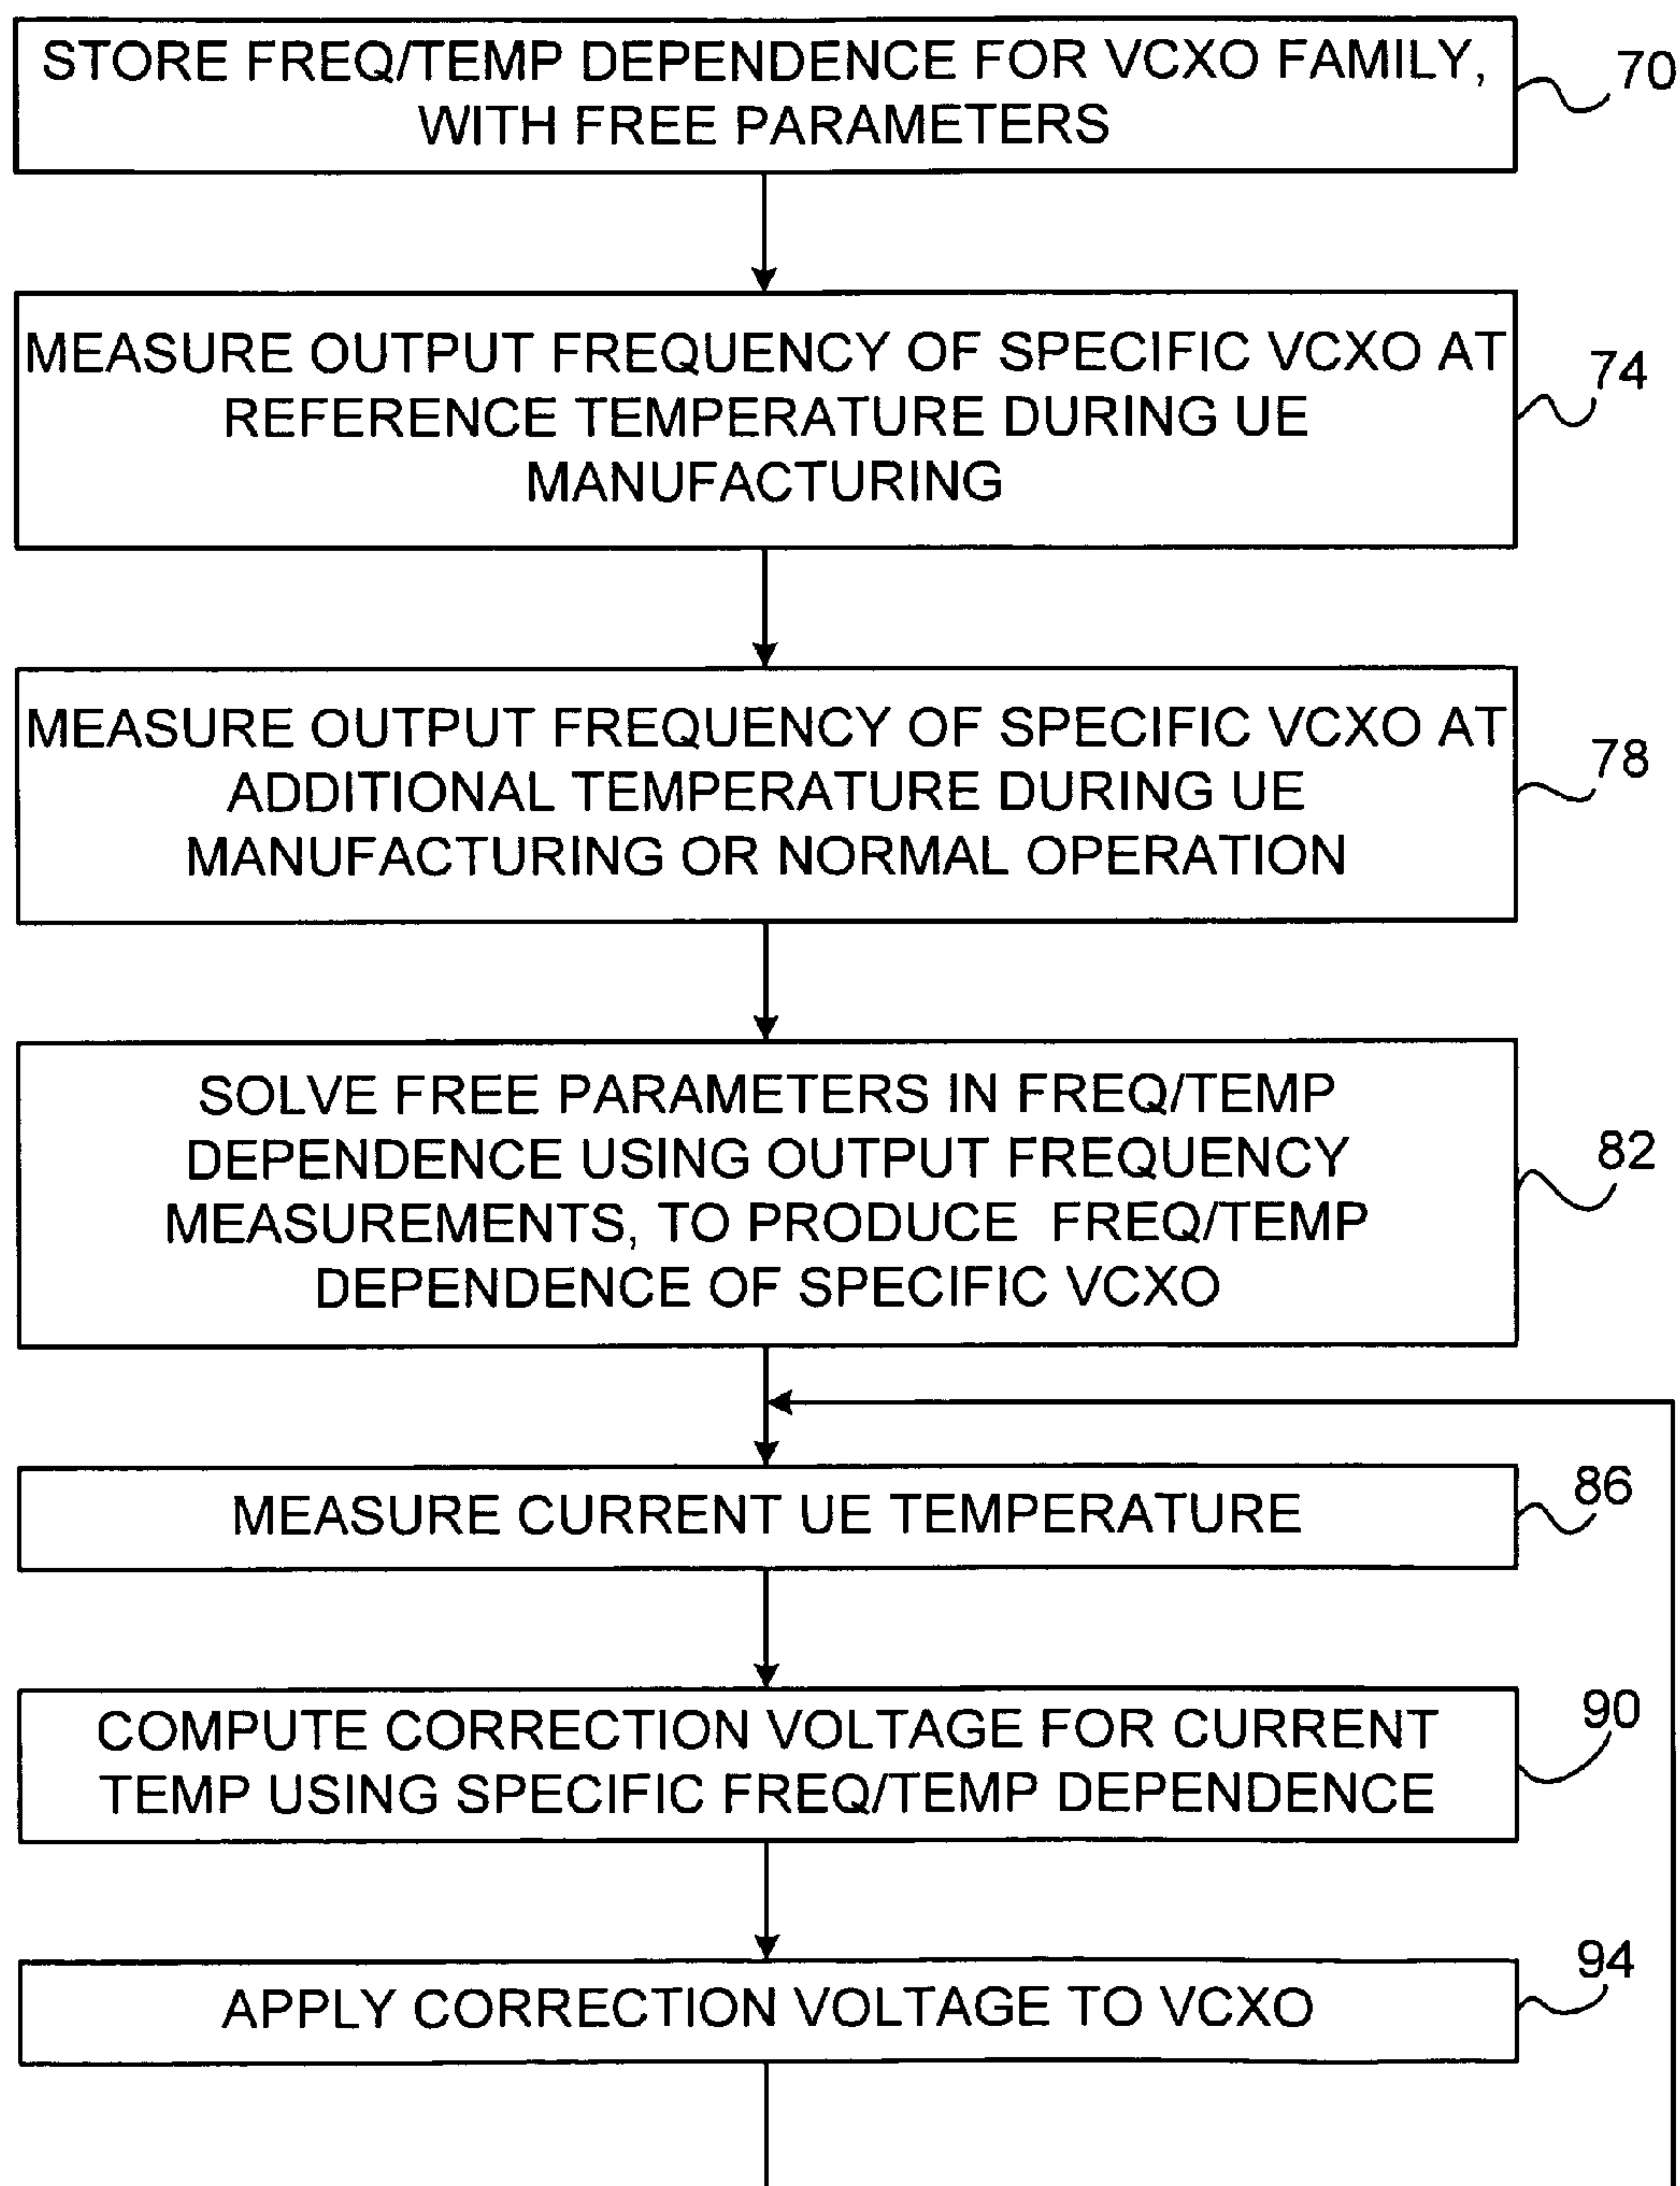 STORE FREQ/TEMP DEPENDENCE FOR VCXO FAMILY,
WITH FREE PARAMETERS
70
MEASURE OUTPUT FREQUENCY OF SPECIFIC VCXO AT
REFERENCE TEMPERATURE DURING UE
MANUFACTURING
74
MEASURE OUTPUT FREQUENCY OF SPECIFIC VCXO AT
ADDITIONAL TEMPERATURE DURING UE
MANUFACTURING OR NORMAL OPERATION
78
SOLVE FREE PARAMETERS IN FREQ/TEMP
DEPENDENCE USING OUTPUT FREQUENCY
MEASUREMENTS, TO PRODUCE FREQ/TEMP
DEPENDENCE OF SPECIFIC VCXO
82
MEASURE CURRENT UE TEMPERATURE
86
COMPUTE CORRECTION VOLTAGE FOR CURRENT
TEMP USING SPECIFIC FREQ/TEMP DEPENDENCE
90
APPLY CORRECTION VOLTAGE TO VCXO
94